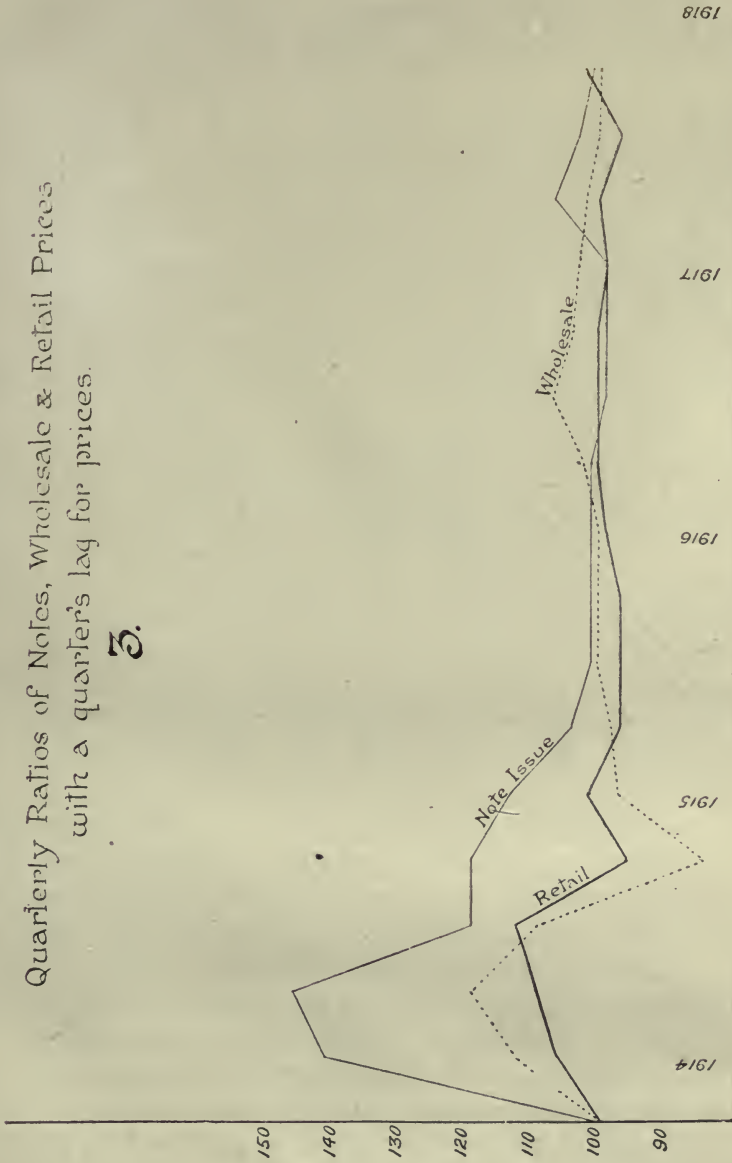 Quarterly Ratios of Notes, Wholesale & Retail Prices
with a quarter's lag for prices.
3.
150
140
130
120
110
100
90
Note Issue
Retail
Wholesale
1914
1915
1916
1917
1918